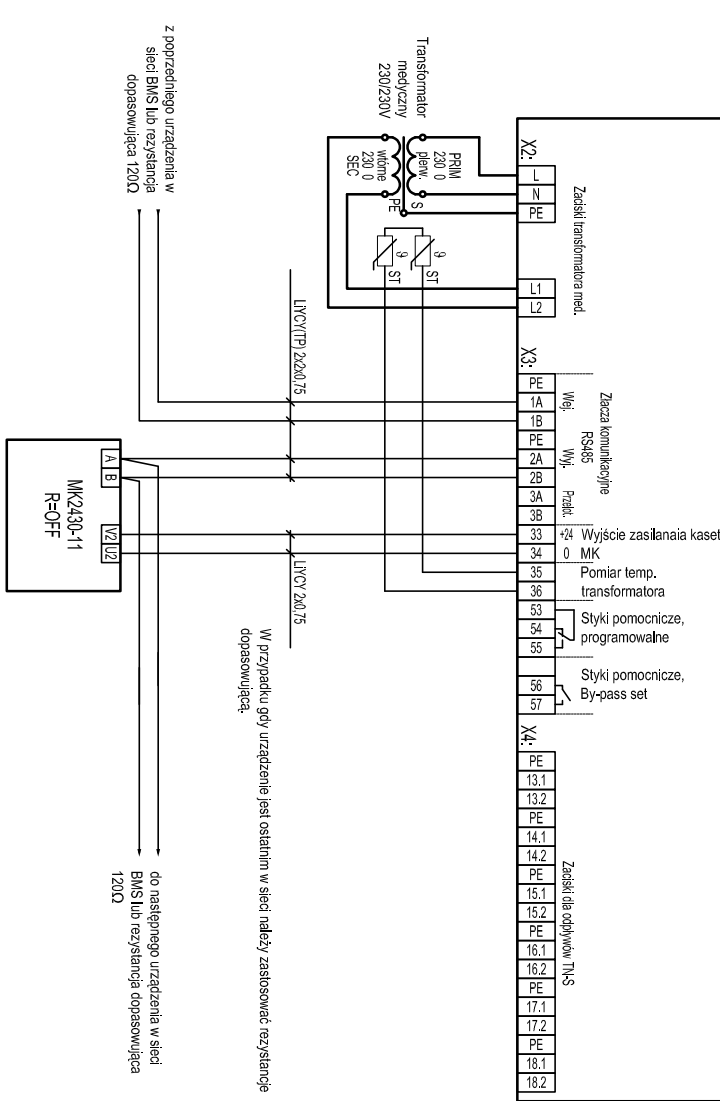 X2:
L
N
PE
L1
L2
Zaciski transformatora med.
Transformator
medyczny
230/230V
PRIM
230 0
pierw.
wtórne
230 0
SEC
S
PE
ϑ
ST
ϑ
ST
X3:
PE
1A
1B
PE
2A
2B
3A
3B
33
34
35
36
53
54
55
56
57
Wej.
Wyj.
Przelot.
Złącza komunikacyjne
RS485
+24 Wyjście zasilanaia kaset
0 MK
Pomiar temp.
transformatora
Styki pomocnicze,
programowalne
Styki pomocnicze,
By-pass set
X4:
PE
13.1
13.2
PE
14.1
14.2
PE
15.1
15.2
PE
16.1
16.2
PE
17.1
17.2
PE
18.1
18.2
Zaciski dla odpływów TN-S
z poprzedniego urządzenia w
sieci BMS lub rezystancja
dopasowująca 120Ω
LiYCY(TP) 2x2x0,75
LiYCY 2x0,75
A
B
V2
U2
MK2430-11
R=OFF
W przypadku gdy urządzenie jest ostatnim w sieci należy zastosować rezystancje
dopasowującą.
do następnego urządzenia w sieci
BMS lub rezystancja dopasowująca
120Ω